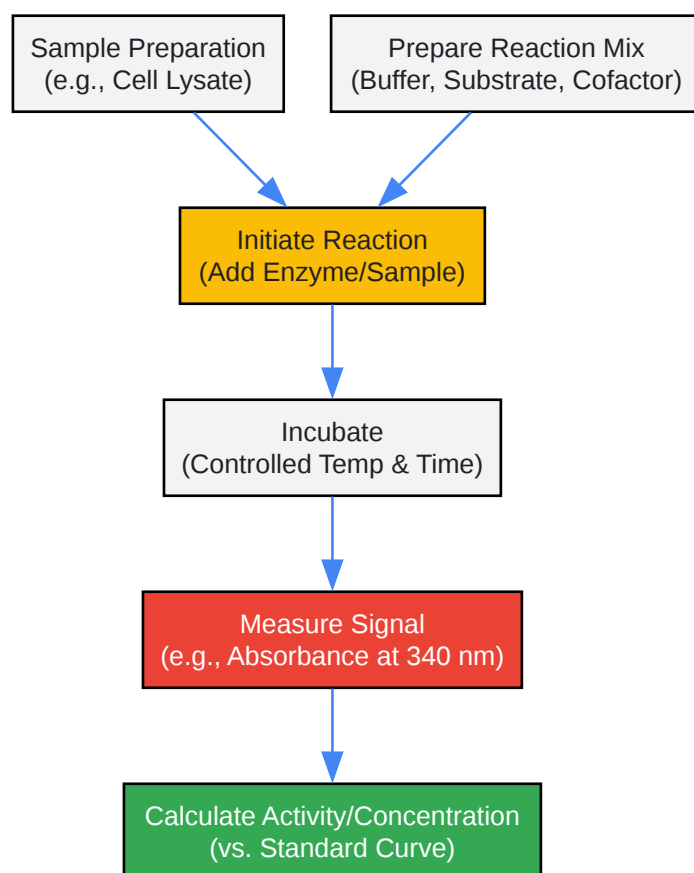 Sample Preparation
(e.g., Cell Lysate)
Prepare Reaction Mix
(Buffer, Substrate, Cofactor)
Initiate Reaction
(Add Enzyme/Sample)
Incubate
(Controlled Temp & Time)
Measure Signal
(e.g., Absorbance at 340 nm)
Calculate Activity/Concentration
(vs. Standard Curve)